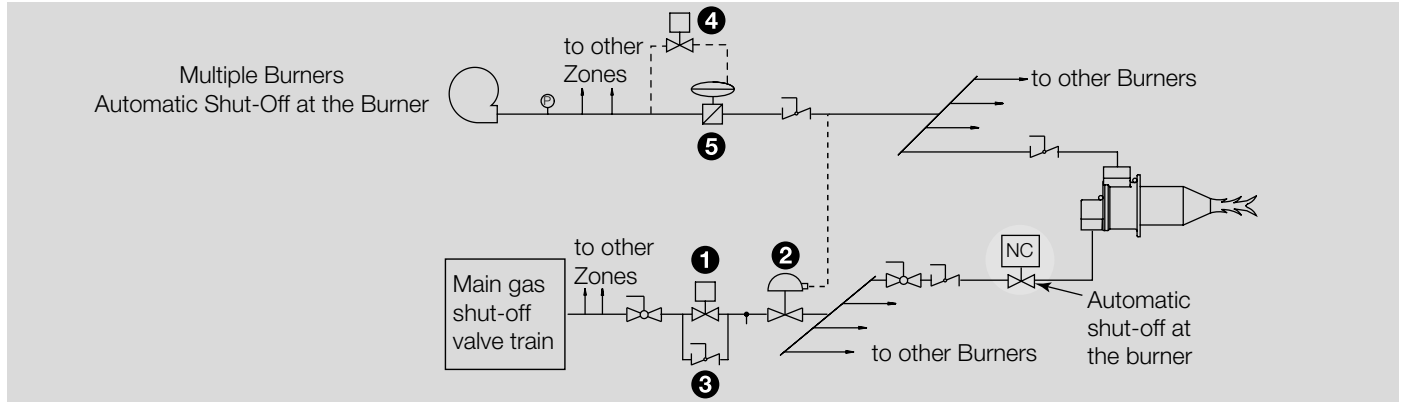 Multiple Burners
Automatic Shut-Off at the Burner
P
to other
Zones
4
5
to other Burners
Main gas
shut-off
valve train
to other
Zones
1
2
3
to other Burners
NC
Automatic
shut-off at
the burner